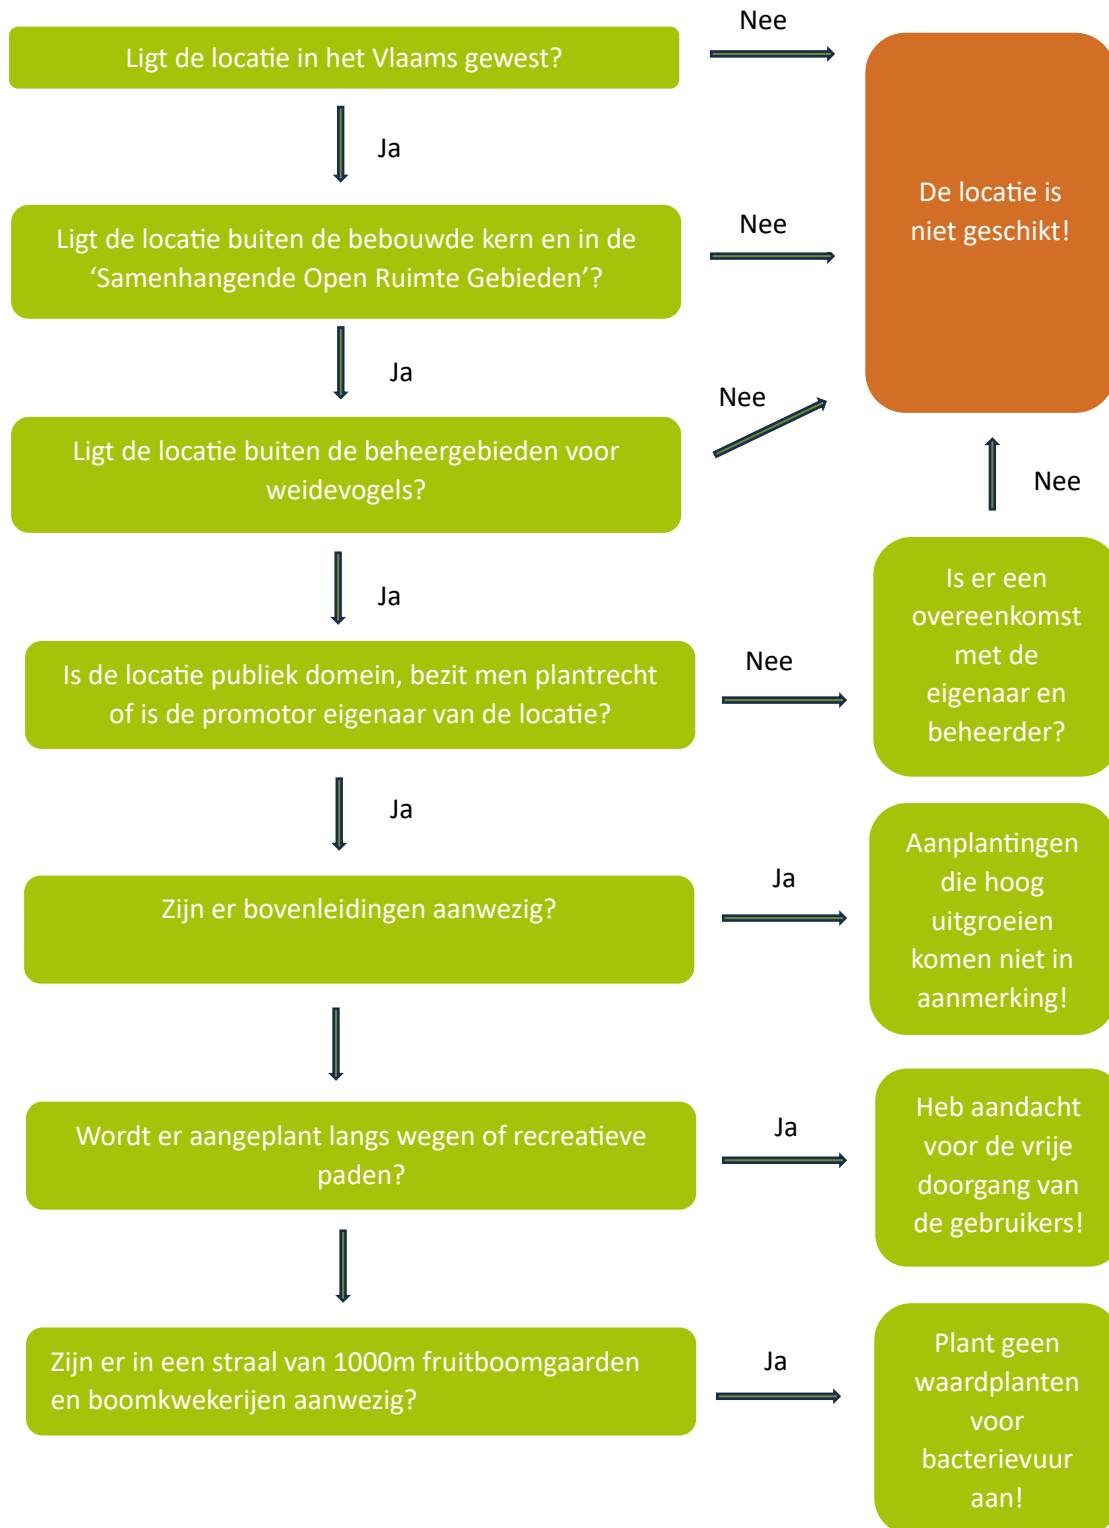 Ligt de locatie in het Vlaams gewest?
Nee
Ja
De locatie is
niet geschikt!
Ligt de locatie buiten de bebouwde kern en in de
‘Samenhangende Open Ruimte Gebieden’?
Nee
Ja
Ligt de locatie buiten de beheergebieden voor
weidevogels?
Nee
Ja
Nee
Is er een
overeenkomst
met de
eigenaar en
beheerder?
Is de locatie publiek domein, bezit men plantrecht
of is de promotor eigenaar van de locatie?
Nee
Ja
Zijn er bovenleidingen aanwezig?
Ja
Aanplantingen
die hoog
uitgroeien
komen niet in
aanmerking!
Wordt er aangeplant langs wegen of recreatieve
paden?
Ja
Heb aandacht
voor de vrije
doorgang van
de gebruikers!
Zijn er in een straal van 1000m fruitboomgaarden
en boomkwekerijen aanwezig?
Ja
Plant geen
waardplanten
voor
bacterievuur
aan!